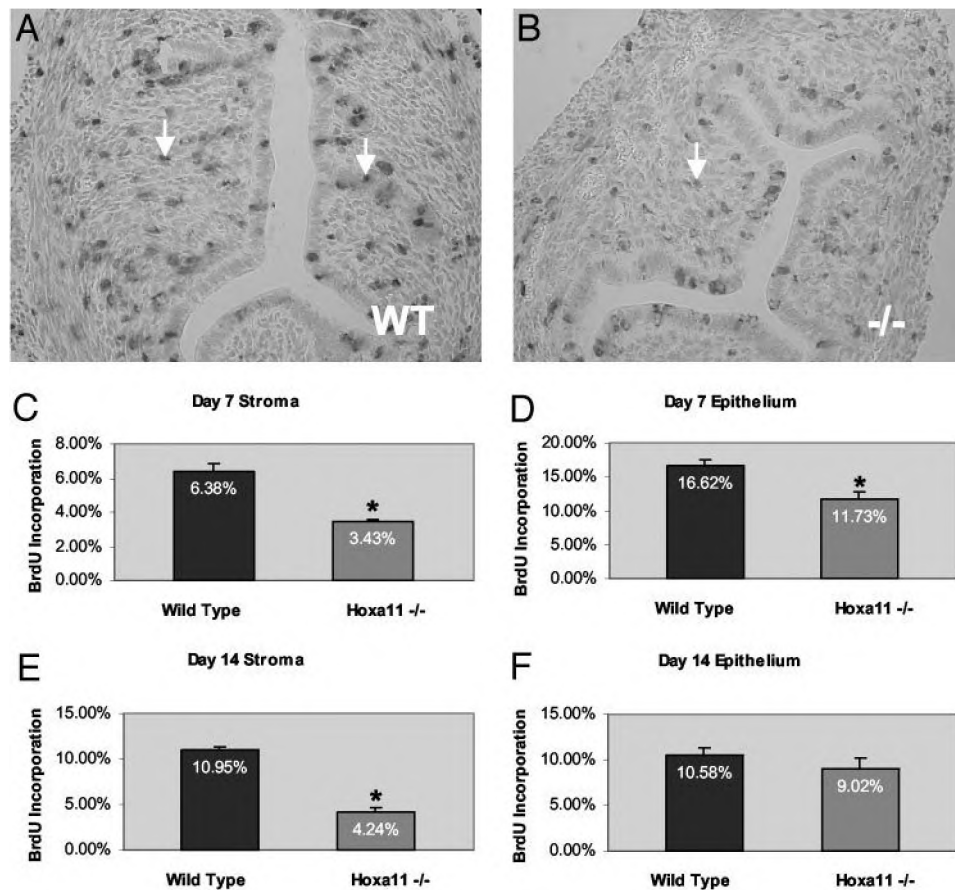 A
WT
B
-/-
C
Day 7 Stroma
BrdU Incorporation
8.00%
6.00%
4.00%
2.00%
0.00%
6.38%
*
3.43%
Wild Type
Hoxa11 -/-
D
Day 7 Epithelium
BrdU Incorporation
20.00%
15.00%
10.00%
5.00%
0.00%
16.62%
*
11.73%
Wild Type
Hoxa11 -/-
E
Day 14 Stroma
BrdU Incorporation
15.00%
10.00%
5.00%
0.00%
10.95%
*
4.24%
Wild Type
Hoxa11 -/-
F
Day 14 Epithelium
BrdU Incorporation
15.00%
10.00%
5.00%
0.00%
10.58%
9.02%
Wild Type
Hoxa11 -/-